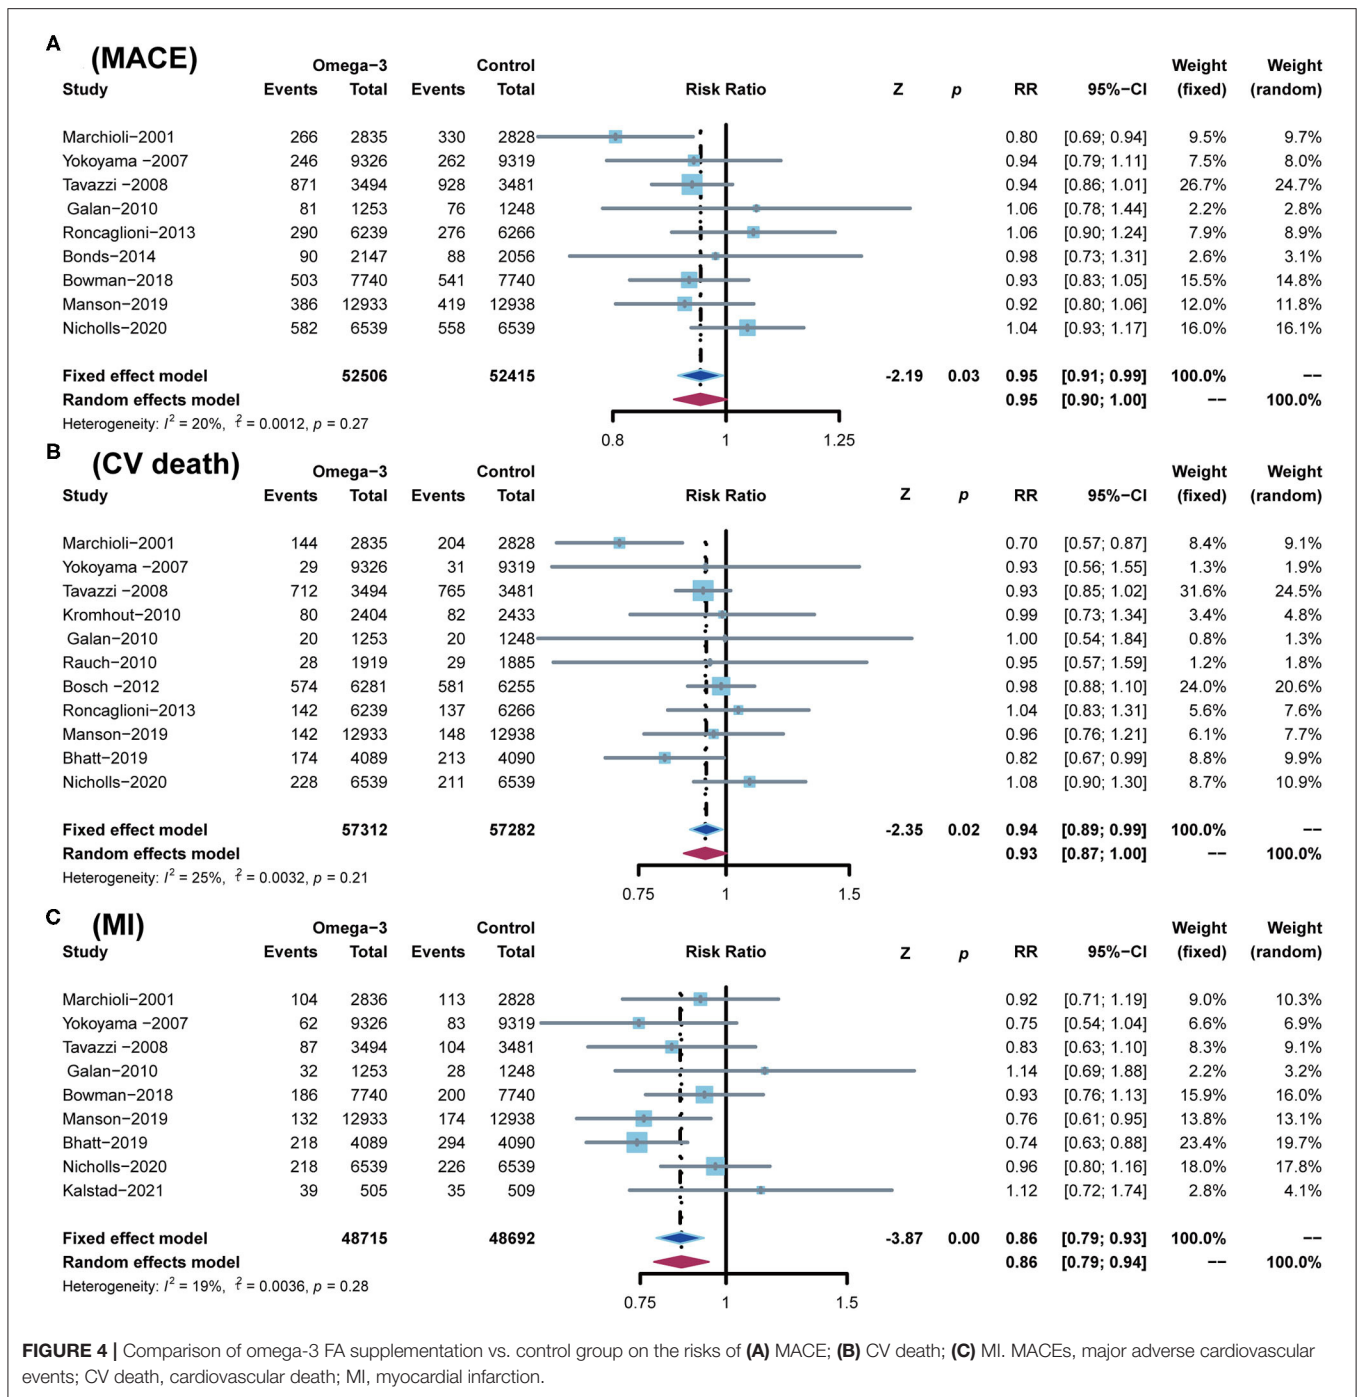 A (MACE)
Omega−3 Control Weight Weight
Study Events Total Events Total Risk Ratio Z p RR 95%−CI (fixed) (random)
Marchioli−2001 266 2835 330 2828 0.80 [0.69; 0.94] 9.5% 9.7%
Yokoyama −2007 246 9326 262 9319 0.94 [0.79; 1.11] 7.5% 8.0%
Tavazzi −2008 871 3494 928 3481 0.94 [0.86; 1.01] 26.7% 24.7%
Galan−2010 81 1253 76 1248 1.06 [0.78; 1.44] 2.2% 2.8%
Roncaglioni−2013 290 6239 276 6266 1.06 [0.90; 1.24] 7.9% 8.9%
Bonds−2014 90 2147 88 2056 0.98 [0.73; 1.31] 2.6% 3.1%
Bowman−2018 503 7740 541 7740 0.93 [0.83; 1.05] 15.5% 14.8%
Manson−2019 386 12933 419 12938 0.92 [0.80; 1.06] 12.0% 11.8%
Nicholls−2020 582 6539 558 6539 1.04 [0.93; 1.17] 16.0% 16.1%
Fixed effect model 52506 52415 -2.19 0.03 0.95 [0.91; 0.99] 100.0% −−
Random effects model 0.95 [0.90; 1.00] −− 100.0%
Heterogeneity: I² = 20%, τ² = 0.0012, p = 0.27
0.8 1 1.25
B (CV death)
Omega−3 Control Weight Weight
Study Events Total Events Total Risk Ratio Z p RR 95%−CI (fixed) (random)
Marchioli−2001 144 2835 204 2828 0.70 [0.57; 0.87] 8.4% 9.1%
Yokoyama −2007 29 9326 31 9319 0.93 [0.56; 1.55] 1.3% 1.9%
Tavazzi −2008 712 3494 765 3481 0.93 [0.85; 1.02] 31.6% 24.5%
Kromhout−2010 80 2404 82 2433 0.99 [0.73; 1.34] 3.4% 4.8%
Galan−2010 20 1253 20 1248 1.00 [0.54; 1.84] 0.8% 1.3%
Rauch−2010 28 1919 29 1885 0.95 [0.57; 1.59] 1.2% 1.8%
Bosch −2012 574 6281 581 6255 0.98 [0.88; 1.10] 24.0% 20.6%
Roncaglioni−2013 142 6239 137 6266 1.04 [0.83; 1.31] 5.6% 7.6%
Manson−2019 142 12933 148 12938 0.96 [0.76; 1.21] 6.1% 7.7%
Bhatt−2019 174 4089 213 4090 0.82 [0.67; 0.99] 8.8% 9.9%
Nicholls−2020 228 6539 211 6539 1.08 [0.90; 1.30] 8.7% 10.9%
Fixed effect model 57312 57282 -2.35 0.02 0.94 [0.89; 0.99] 100.0% −−
Random effects model 0.93 [0.87; 1.00] −− 100.0%
Heterogeneity: I² = 25%, τ² = 0.0032, p = 0.21
0.75 1 1.5
C (MI)
Omega−3 Control Weight Weight
Study Events Total Events Total Risk Ratio Z p RR 95%−CI (fixed) (random)
Marchioli−2001 104 2836 113 2828 0.92 [0.71; 1.19] 9.0% 10.3%
Yokoyama −2007 62 9326 83 9319 0.75 [0.54; 1.04] 6.6% 6.9%
Tavazzi −2008 87 3494 104 3481 0.83 [0.63; 1.10] 8.3% 9.1%
Galan−2010 32 1253 28 1248 1.14 [0.69; 1.88] 2.2% 3.2%
Bowman−2018 186 7740 200 7740 0.93 [0.76; 1.13] 15.9% 16.0%
Manson−2019 132 12933 174 12938 0.76 [0.61; 0.95] 13.8% 13.1%
Bhatt−2019 218 4089 294 4090 0.74 [0.63; 0.88] 23.4% 19.7%
Nicholls−2020 218 6539 226 6539 0.96 [0.80; 1.16] 18.0% 17.8%
Kalstad−2021 39 505 35 509 1.12 [0.72; 1.74] 2.8% 4.1%
Fixed effect model 48715 48692 -3.87 0.00 0.86 [0.79; 0.93] 100.0% −−
Random effects model 0.86 [0.79; 0.94] −− 100.0%
Heterogeneity: I² = 19%, τ² = 0.0036, p = 0.28
0.75 1 1.5
FIGURE 4 | Comparison of omega-3 FA supplementation vs. control group on the risks of (A) MACE; (B) CV death; (C) MI. MACEs, major adverse cardiovascular
events; CV death, cardiovascular death; MI, myocardial infarction.